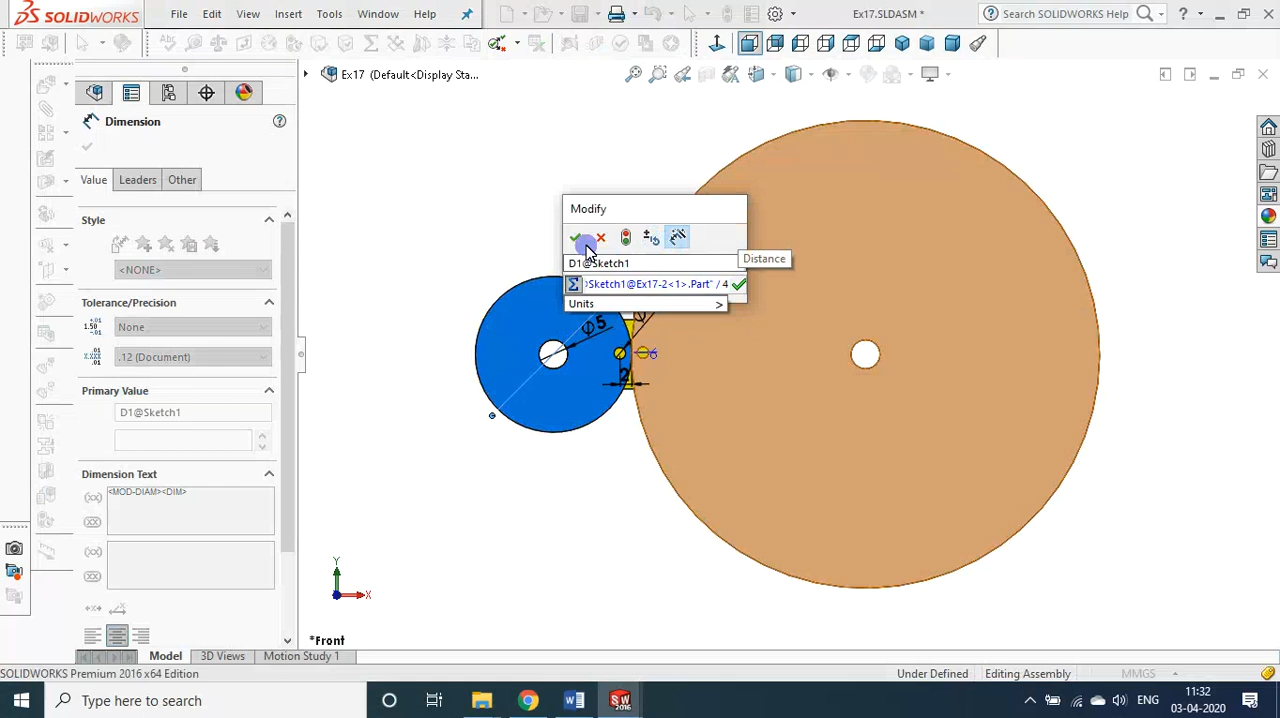 SOLIDWORKS
File Edit View Insert Tools Window Help
Ex17.SLDASM *
Search SOLIDWORKS Help
?
Ex17 (Default<Display Sta...
Dimension
Value Leaders Other
Style
<NONE>
Tolerance/Precision
None
.12 (Document)
Primary Value
D1@Sketch1
Dimension Text
<MOD-DIAM><DIM>
Modify
D1@Sketch1
Distance
Sketch1@Ex17-2<1>.Part" / 4
Units >
Ø5
2
6
Y
X
*Front
Model 3D Views Motion Study 1
SOLIDWORKS Premium 2016 x64 Edition
Under Defined Editing Assembly MMGS
Type here to search
ENG
11:32
03-04-2020